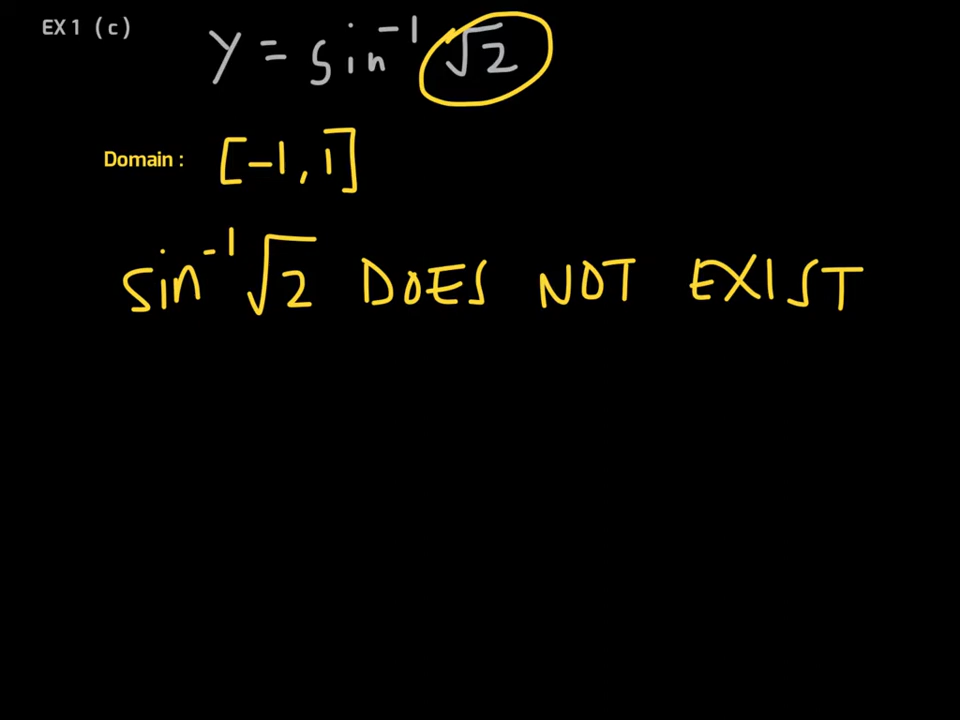 EX 1 (c)
y = sin⁻¹ √2
Domain : [-1, 1]
sin⁻¹ √2 DOES NOT EXIST